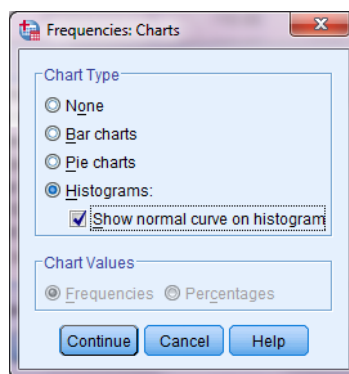 Frequencies: Charts
Chart Type
None
Bar charts
Pie charts
Histograms:
Show normal curve on histogram
Chart Values
Frequencies Percentages
Continue Cancel Help